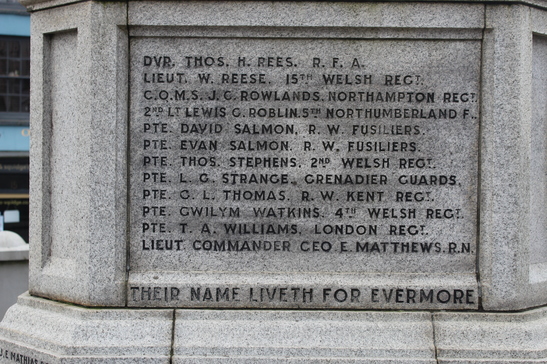 DVR. THOS. H. REES. R. F. A.
LIEUT. W. REESE. 15TH WELSH REGT.
C.Q.M.S. J. G. ROWLANDS. NORTHAMPTON REGT.
2ND LT LEWIS G. ROBLIN. 5TH NORTHUMBERLAND F.
PTE. DAVID SALMON. R. W. FUSILIERS.
PTE. EVAN SALMON. R. W. FUSILIERS.
PTE. THOS. STEPHENS. 2ND WELSH REGT.
PTE. L. G. STRANGE. GRENADIER GUARDS.
PTE. G. L. THOMAS. R. W. KENT REGT.
PTE. GWILYM WATKINS. 4TH WELSH REGT.
PTE. T. A. WILLIAMS. LONDON REGT.
LIEUT. COMMANDER GEO. E. MATTHEWS. R.N.
THEIR NAME LIVETH FOR EVERMORE
J. E MATHIAS